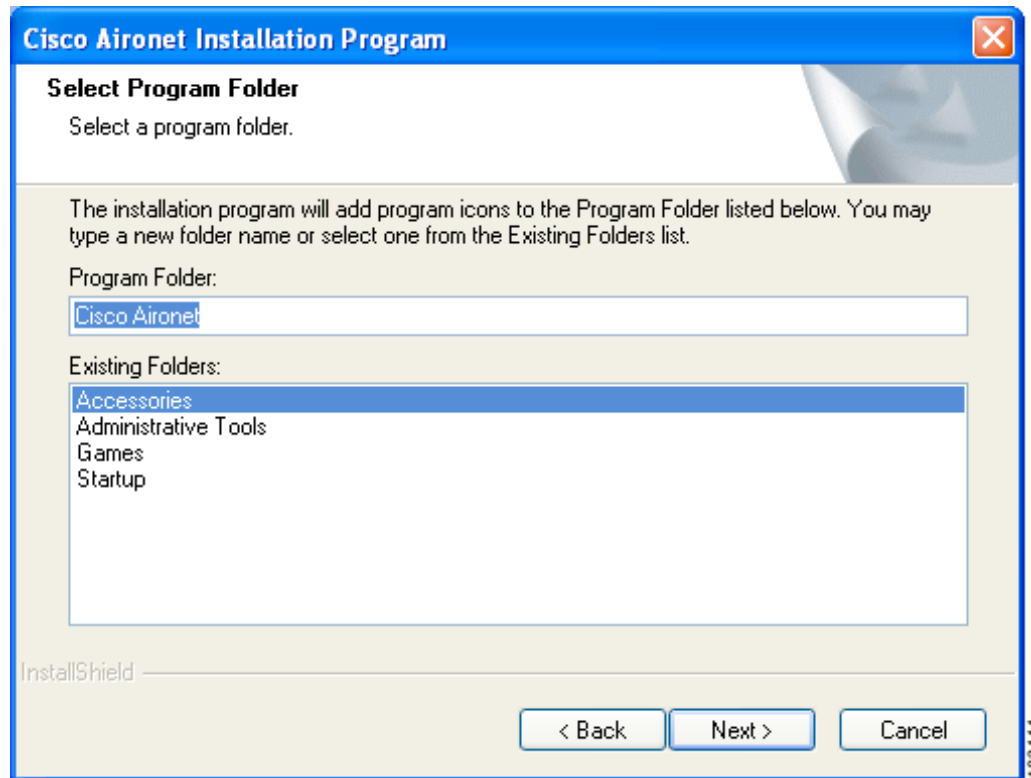 Cisco Aironet Installation Program
Select Program Folder
Select a program folder.
The installation program will add program icons to the Program Folder listed below. You may
type a new folder name or select one from the Existing Folders list.
Program Folder:
Cisco Aironet
Existing Folders:
Accessories
Administrative Tools
Games
Startup
InstallShield
< Back
Next >
Cancel